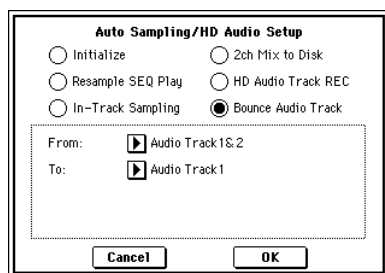 Auto Sampling/HD Audio Setup
Initialize
2ch Mix to Disk
Resample SEQ Play
HD Audio Track REC
In-Track Sampling
Bounce Audio Track
From: Audio Track1&2
To: Audio Track1
Cancel
OK